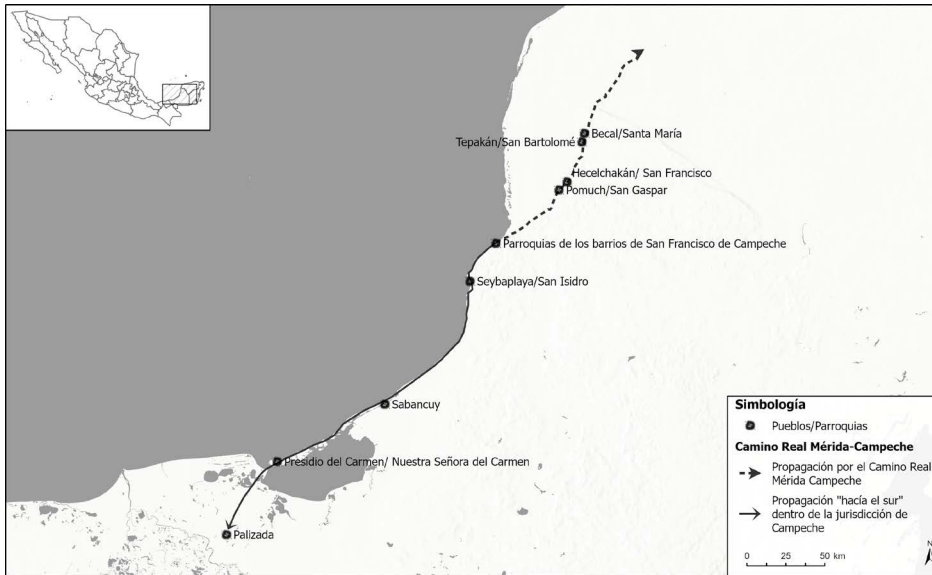 Becal/Santa María
Tepakán/San Bartolomé
Hecelchakán/ San Francisco
Pomuch/San Gaspar
Parroquias de los barrios de San Francisco de Campeche
Seybaplaya/San Isidro
Sabancuy
Presidio del Carmen/ Nuestra Señora del Carmen
Palizada
Simbología
Pueblos/Parroquias
Camino Real Mérida-Campeche
Propagación por el Camino Real
Mérida Campeche
Propagación "hacía el sur"
dentro de la jurisdicción de
Campeche
0 25 50 km
N